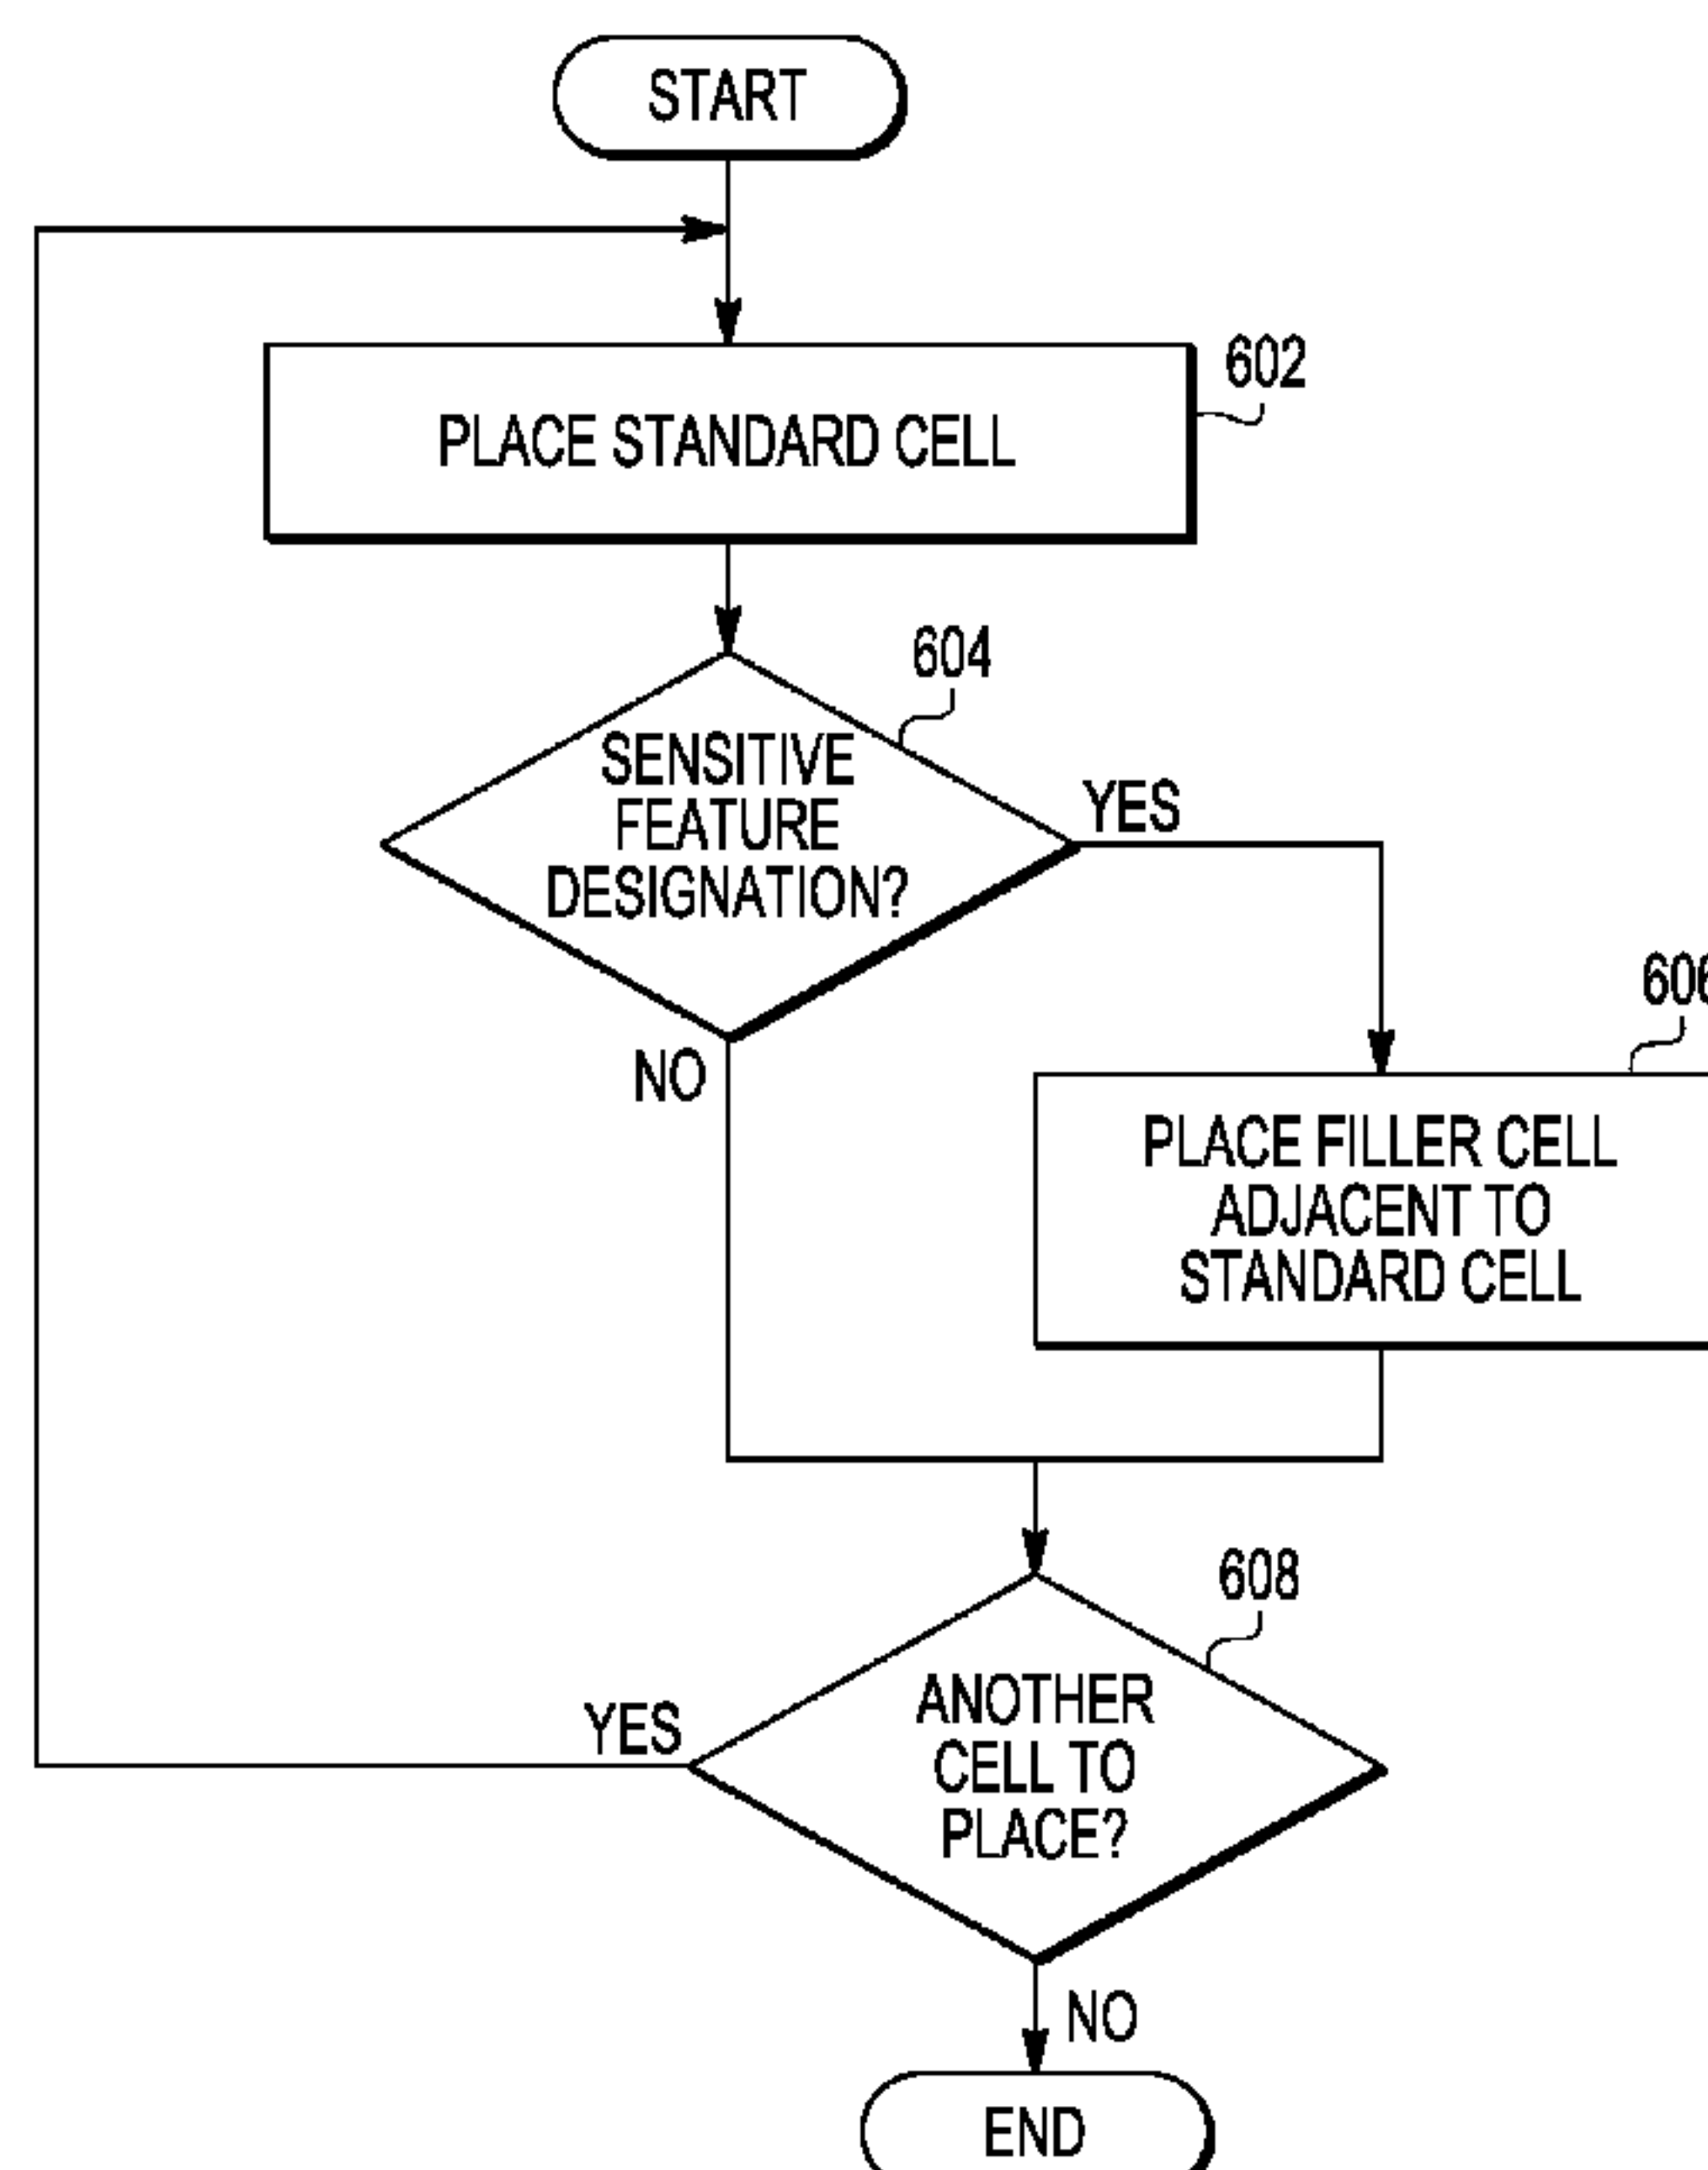 START
602
PLACE STANDARD CELL
604
SENSITIVE
FEATURE
DESIGNATION?
YES
NO
606
PLACE FILLER CELL
ADJACENT TO
STANDARD CELL
608
ANOTHER
CELL TO
PLACE?
YES
NO
END